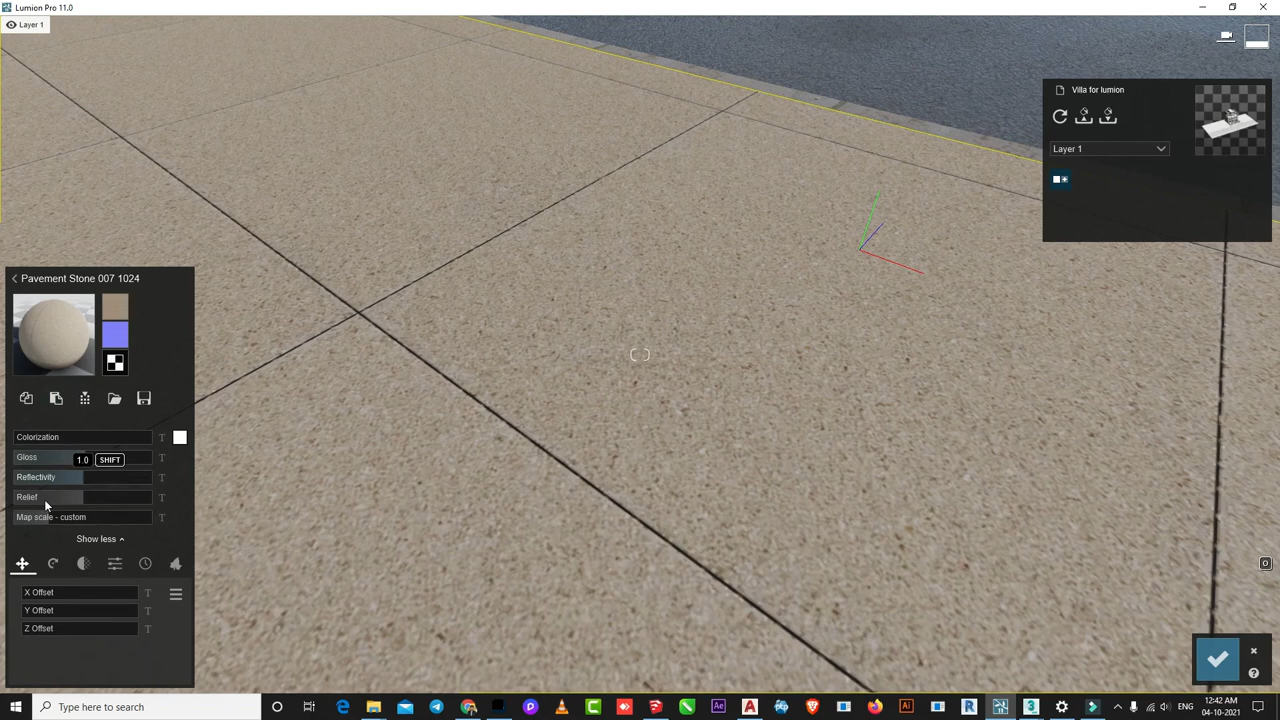 Lumion Pro 11.0
Layer 1
Villa for lumion
Layer 1
Pavement Stone 007 1024
Colorization
T
Gloss
1.0
SHIFT
T
Reflectivity
T
Relief
T
Map scale - custom
T
Show less
X Offset
T
Y Offset
T
Z Offset
T
O
Type here to search
ENG
12:42 AM
04-10-2021